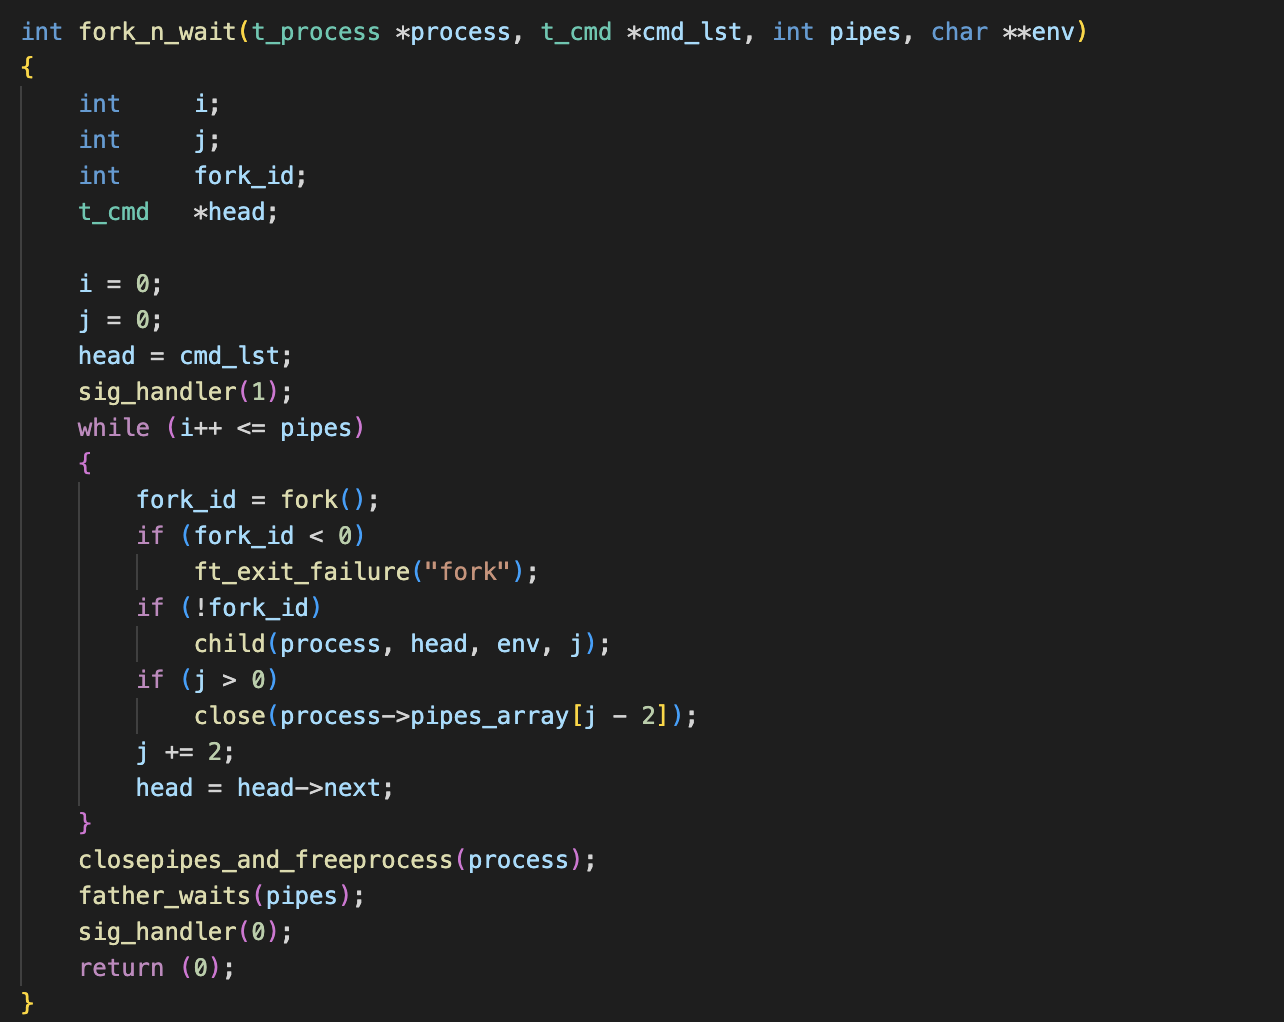 int fork_n_wait(t_process *process, t_cmd *cmd_lst, int pipes, char **env)
{
    int     i;
    int     j;
    int     fork_id;
    t_cmd   *head;

    i = 0;
    j = 0;
    head = cmd_lst;
    sig_handler(1);
    while (i++ <= pipes)
    {
        fork_id = fork();
        if (fork_id < 0)
            ft_exit_failure("fork");
        if (!fork_id)
            child(process, head, env, j);
        if (j > 0)
            close(process->pipes_array[j - 2]);
        j += 2;
        head = head->next;
    }
    closepipes_and_freeprocess(process);
    father_waits(pipes);
    sig_handler(0);
    return (0);
}